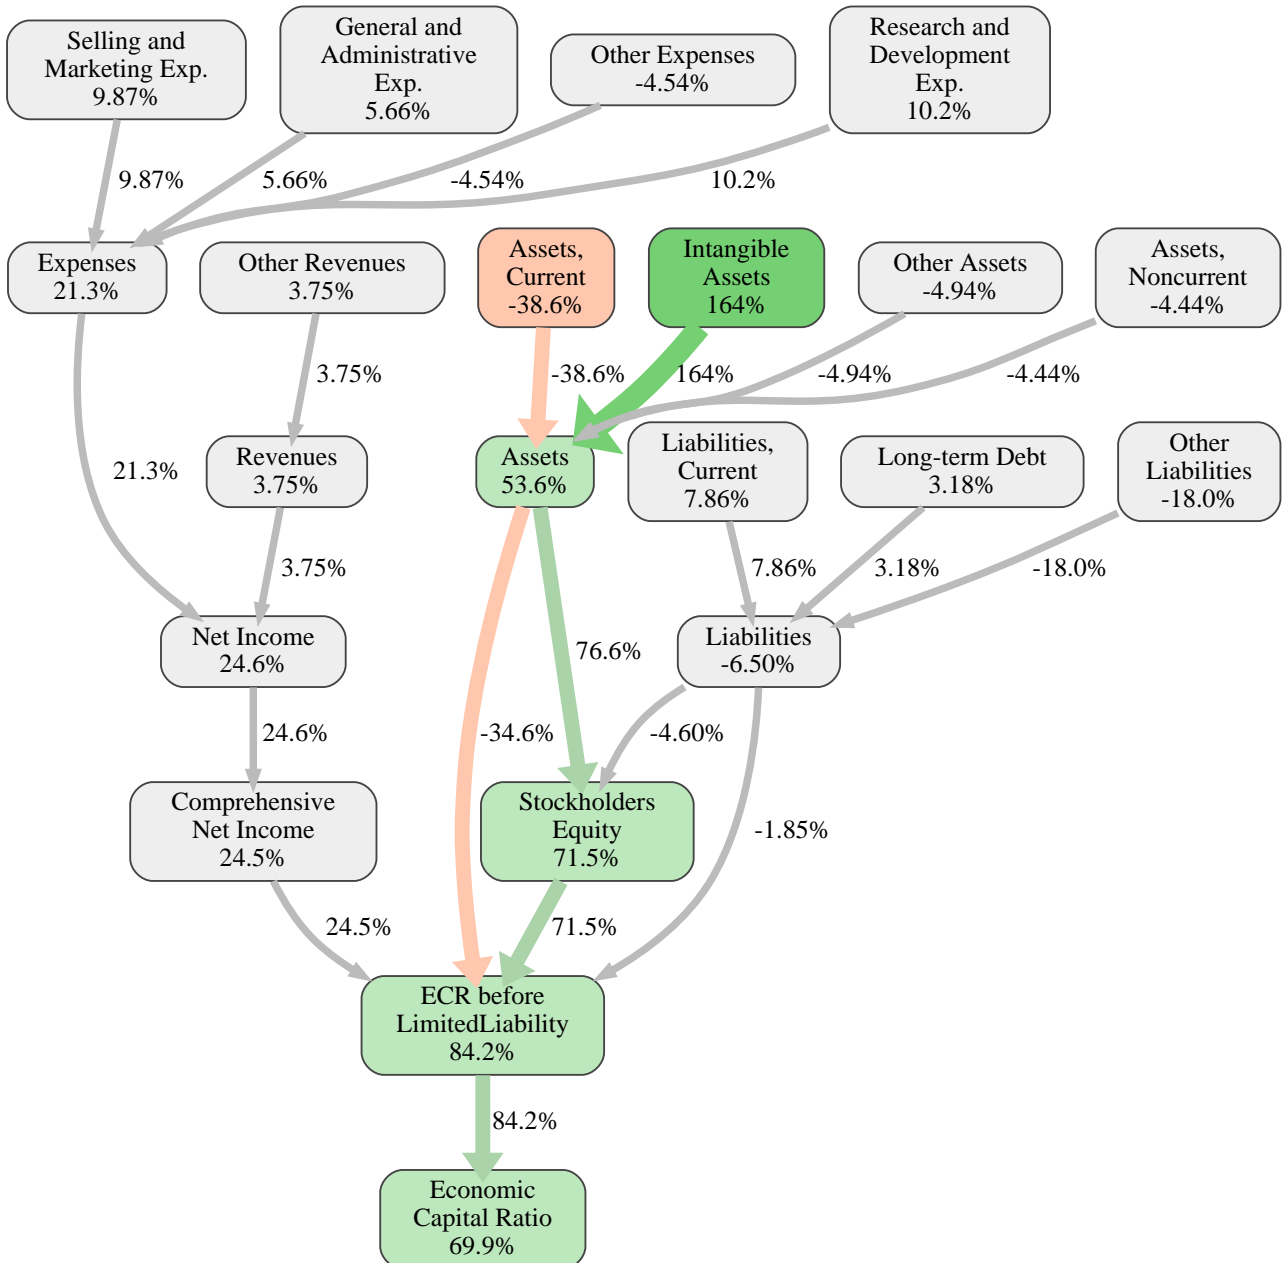 Selling and
Marketing Exp.
9.87%
General and
Administrative
Exp.
5.66%
Other Expenses
-4.54%
Research and
Development
Exp.
10.2%
9.87%
5.66%
-4.54%
10.2%
Expenses
21.3%
Other Revenues
3.75%
Assets,
Current
-38.6%
Intangible
Assets
164%
Other Assets
-4.94%
Assets,
Noncurrent
-4.44%
3.75%
-38.6%
164%
-4.94%
-4.44%
21.3%
Revenues
3.75%
Assets
53.6%
Liabilities,
Current
7.86%
Long-term Debt
3.18%
Other
Liabilities
-18.0%
3.75%
7.86%
3.18%
-18.0%
Net Income
24.6%
76.6%
Liabilities
-6.50%
24.6%
-34.6%
-4.60%
Comprehensive
Net Income
24.5%
Stockholders
Equity
71.5%
-1.85%
24.5%
71.5%
ECR before
LimitedLiability
84.2%
84.2%
Economic
Capital Ratio
69.9%